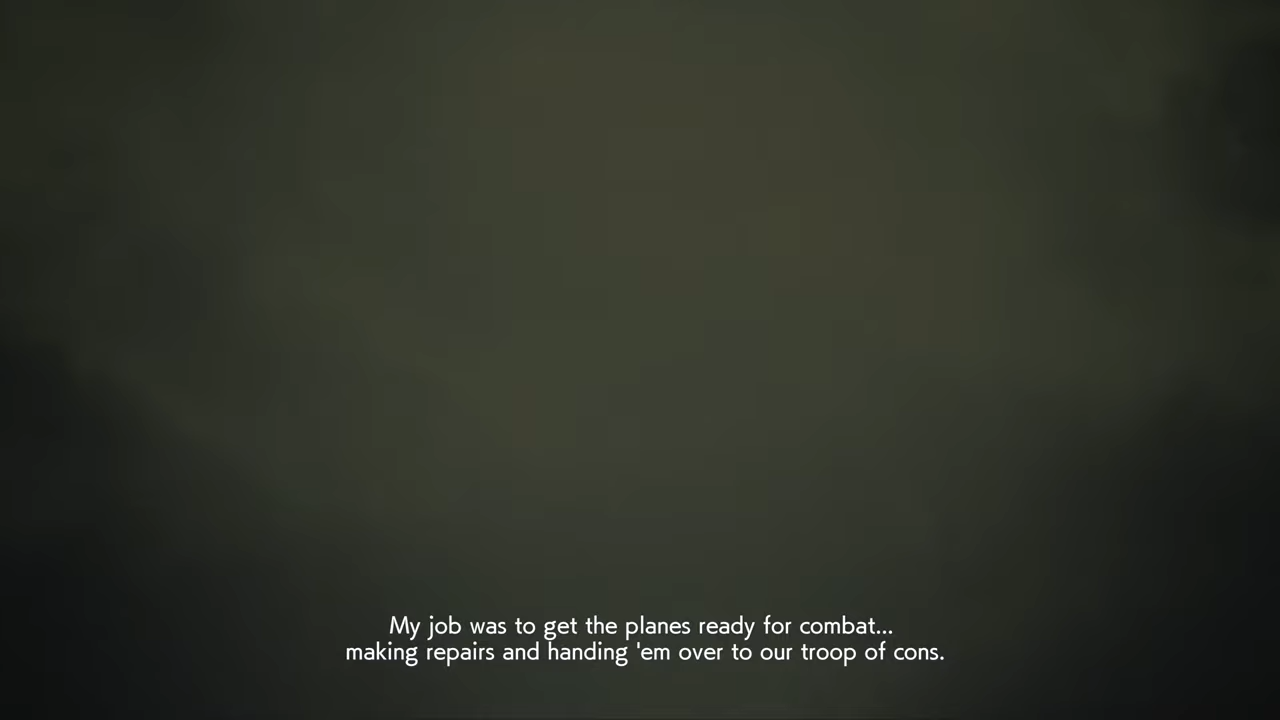 My job was to get the planes ready for combat...
making repairs and handing 'em over to our troop of cons.